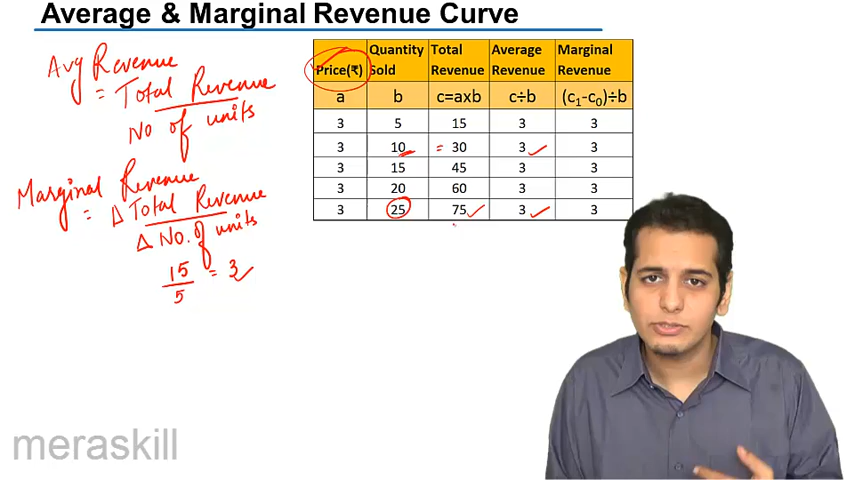 Average & Marginal Revenue Curve
Avg Revenue
= Total Revenue
No of units
Marginal Revenue
= Δ Total Revenue
Δ No. of units
15
5
= 3
Price(₹) Quantity Sold Total Revenue Average Revenue Marginal Revenue
a b c=axb c÷b (c₁-c₀)÷b
3 5 15 3 3
3 10 = 30 3 3
3 15 45 3 3
3 20 60 3 3
3 25 75 3 3
meraskill